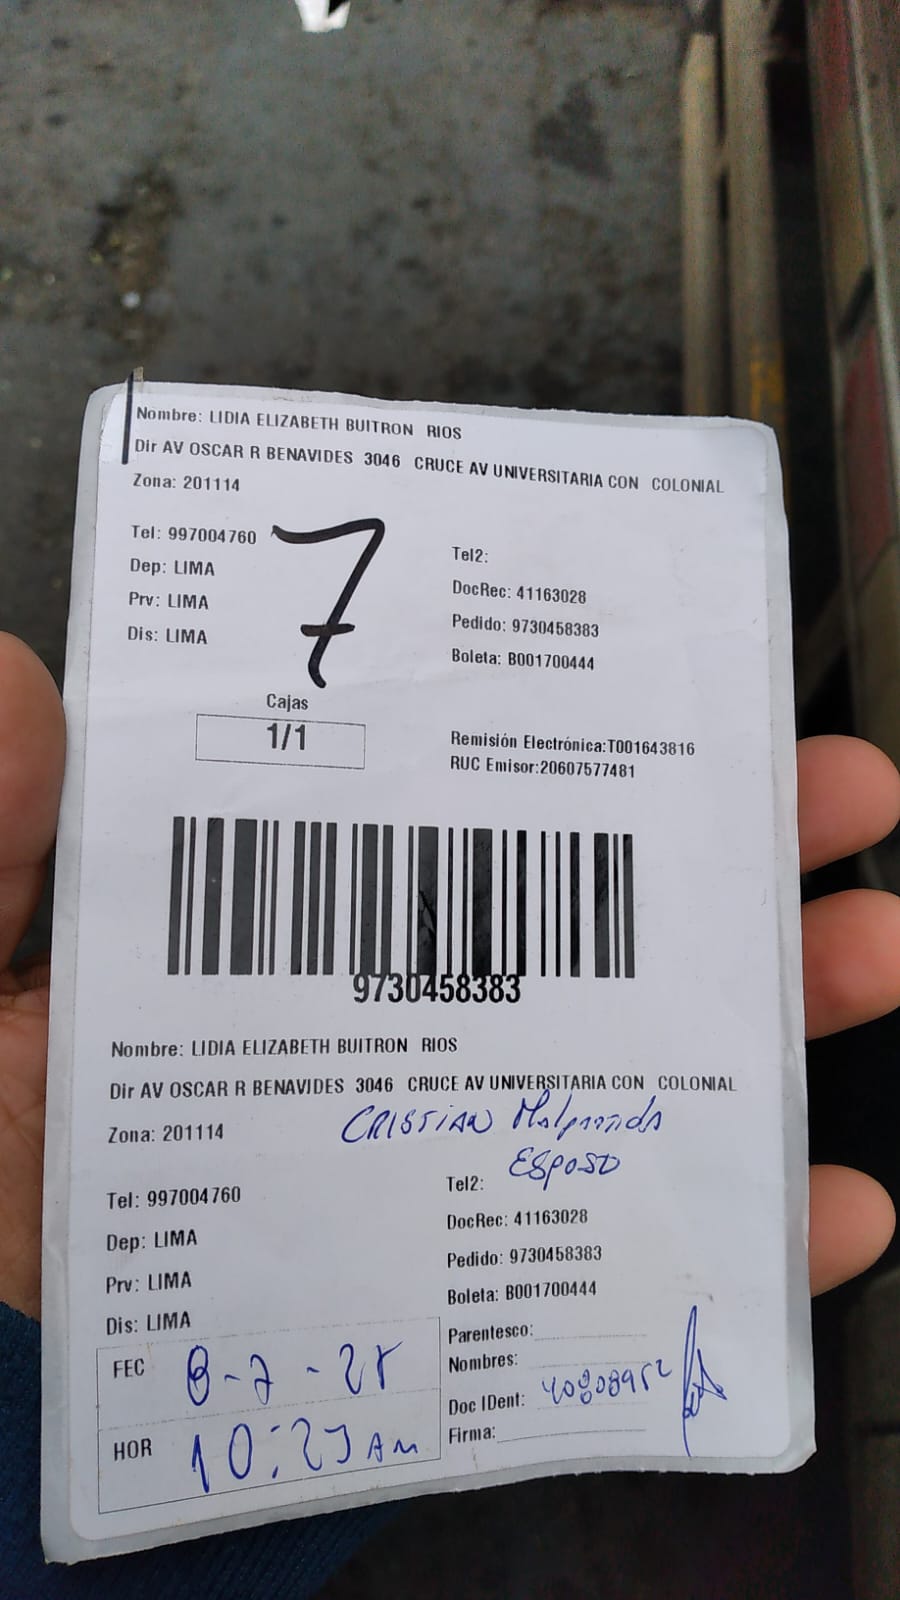 Nombre: LIDIA ELIZABETH BUITRON RIOS
Dir AV OSCAR R BENAVIDES 3046 CRUCE AV UNIVERSITARIA CON COLONIAL
Zona: 201114
Tel: 997004760
7
Tel2:
Dep: LIMA
DocRec: 41163028
Prv: LIMA
Pedido: 9730458383
Dis: LIMA
Boleta: B001700444
Cajas
1/1
Remisión Electrónica:T001643816
RUC Emisor:20607577481
9730458383
Nombre: LIDIA ELIZABETH BUITRON RIOS
Dir AV OSCAR R BENAVIDES 3046 CRUCE AV UNIVERSITARIA CON COLONIAL
Zona: 201114
CRISTIAN
ESPOSO
Tel: 997004760
Tel2:
Dep: LIMA
DocRec: 41163028
Prv: LIMA
Pedido: 9730458383
Dis: LIMA
Boleta: B001700444
Parentesco:
FEC
Nombres:
Doc IDent:
HOR
Firma: